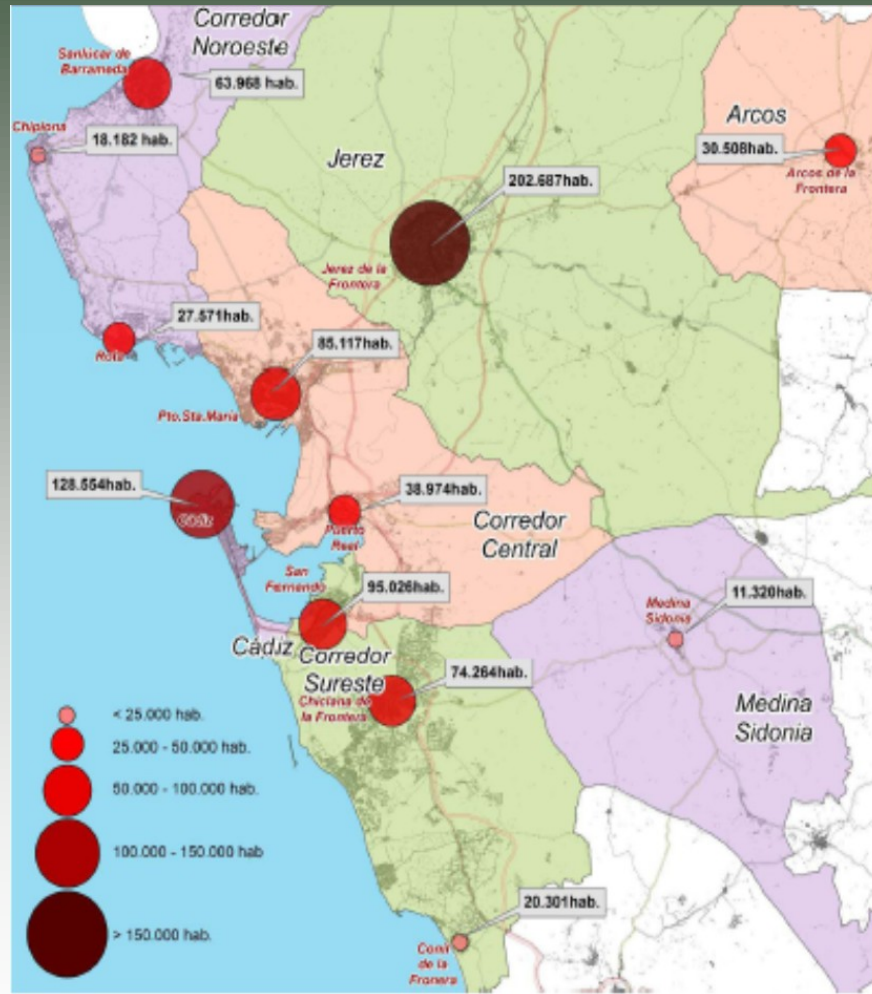 Corredor
Noroeste
Sanlúcar de
Barrameda
63.968 hab.
Chipiona
18.182 hab.
Arcos
30.508hab.
Arcos de la
Frontera
Jerez
202.687hab.
Jerez de la
Frontera
27.571hab.
Rota
85.117hab.
Pto.Sta.María
128.554hab.
Cádiz
38.974hab.
Puerto
Real
Corredor
Central
San
Fernando
95.026hab.
Medina
Sidonia
11.320hab.
Cádiz
Corredor
Sureste
74.264hab.
Chiclana de
la Frontera
Medina
Sidonia
< 25.000 hab.
25.000 - 50.000 hab.
50.000 - 100.000 hab.
100.000 - 150.000 hab
> 150.000 hab.
20.301hab.
Conil
de la
Fronera